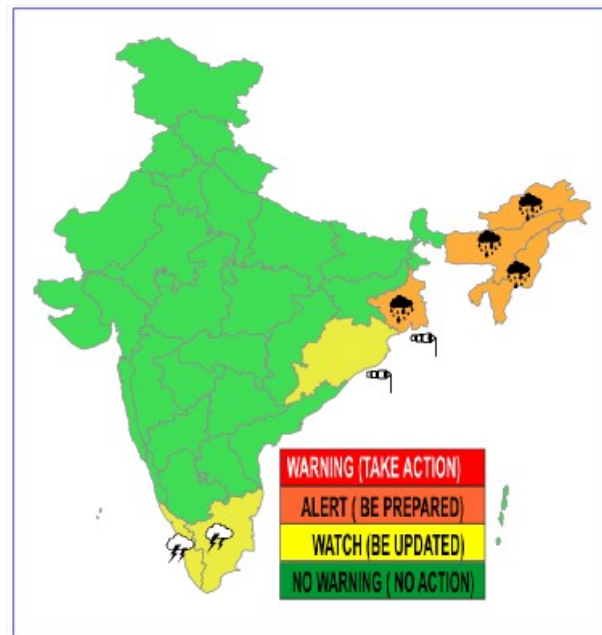 WARNING (TAKE ACTION)
ALERT ( BE PREPARED)
WATCH (BE UPDATED)
NO WARNING ( NO ACTION)